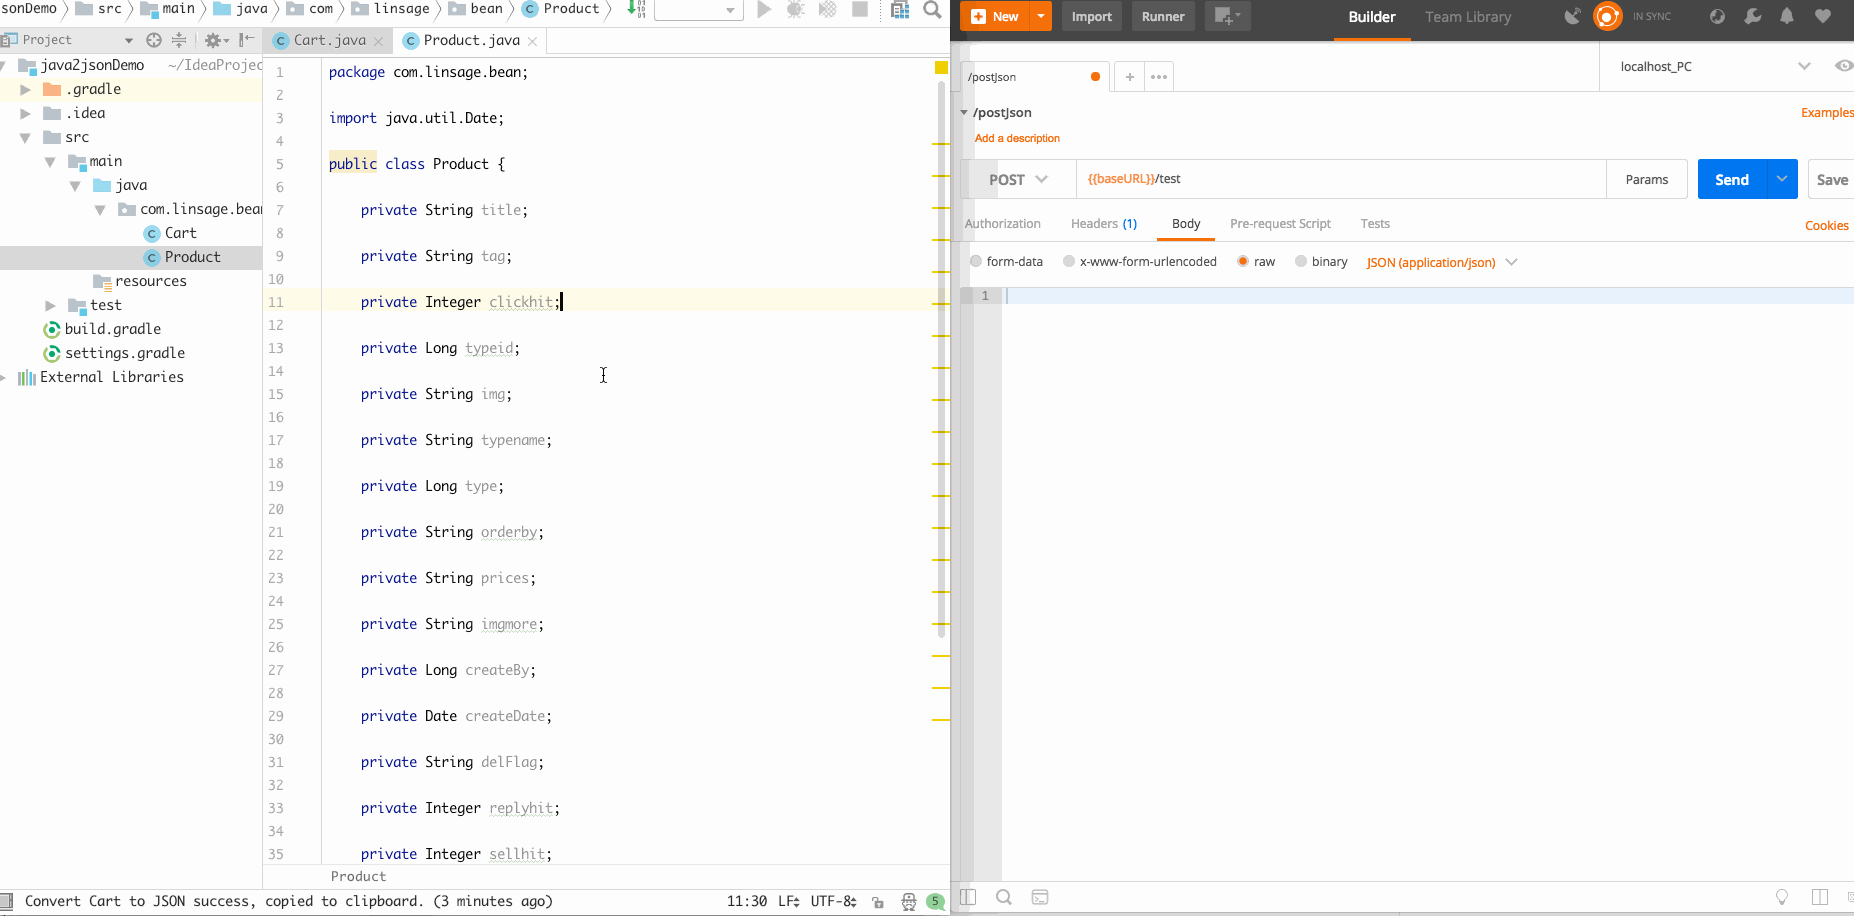 sonDemo src main java com linsage bean Product
Project
java2jsonDemo ~/IdeaProjec
.gradle
.idea
src
main
java
com.linsage.bean
Cart
Product
resources
test
build.gradle
settings.gradle
External Libraries
Cart.java Product.java
1 package com.linsage.bean;
2
3 import java.util.Date;
4
5 public class Product {
6
7 private String title;
8
9 private String tag;
10
11 private Integer clickhit;
12
13 private Long typeid;
14
15 private String img;
16
17 private String typename;
18
19 private Long type;
20
21 private String orderby;
22
23 private String prices;
24
25 private String imgmore;
26
27 private Long createBy;
28
29 private Date createDate;
30
31 private String delFlag;
32
33 private Integer replyhit;
34
35 private Integer sellhit;
Product
Convert Cart to JSON success, copied to clipboard. (3 minutes ago) 11:30 LF UTF-8 5
New Import Runner Builder Team Library IN SYNC
/postJson + ••• localhost_PC
/postJson Examples
Add a description
POST {{baseURL}}/test Params Send Save
Authorization Headers (1) Body Pre-request Script Tests Cookies
form-data x-www-form-urlencoded raw binary JSON (application/json)
1